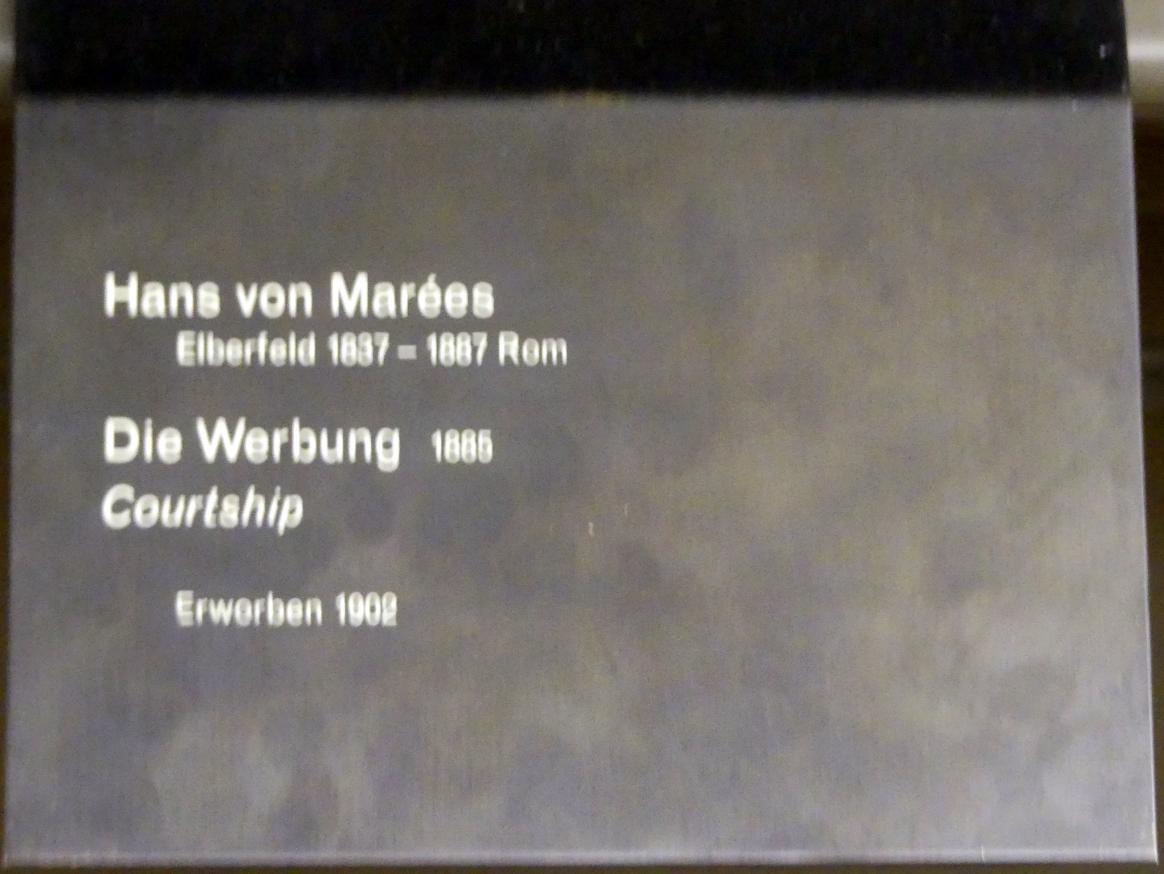 Hans von Marées
Elberfeld 1837 – 1887 Rom
Die Werbung 1885
Courtship
Erworben 1902